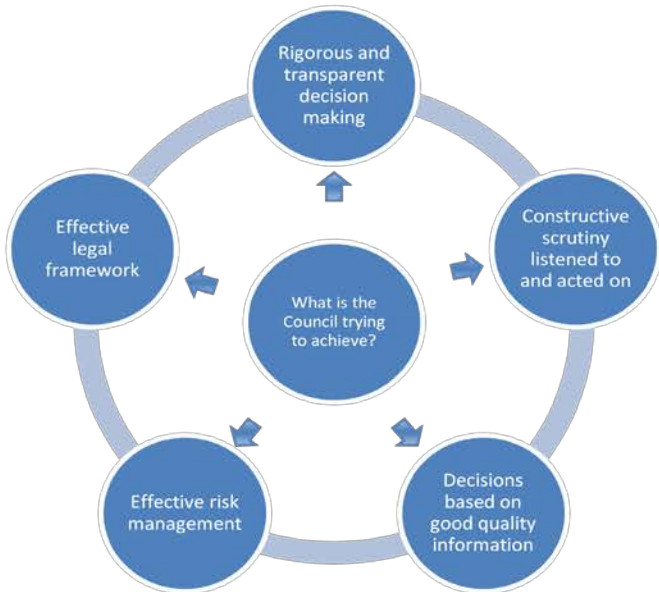 Rigorous and
transparent
decision
making
Constructive
scrutiny
listened to
and acted on
Decisions
based on
good quality
information
Effective risk
management
Effective
legal
framework
What is the
Council trying
to achieve?